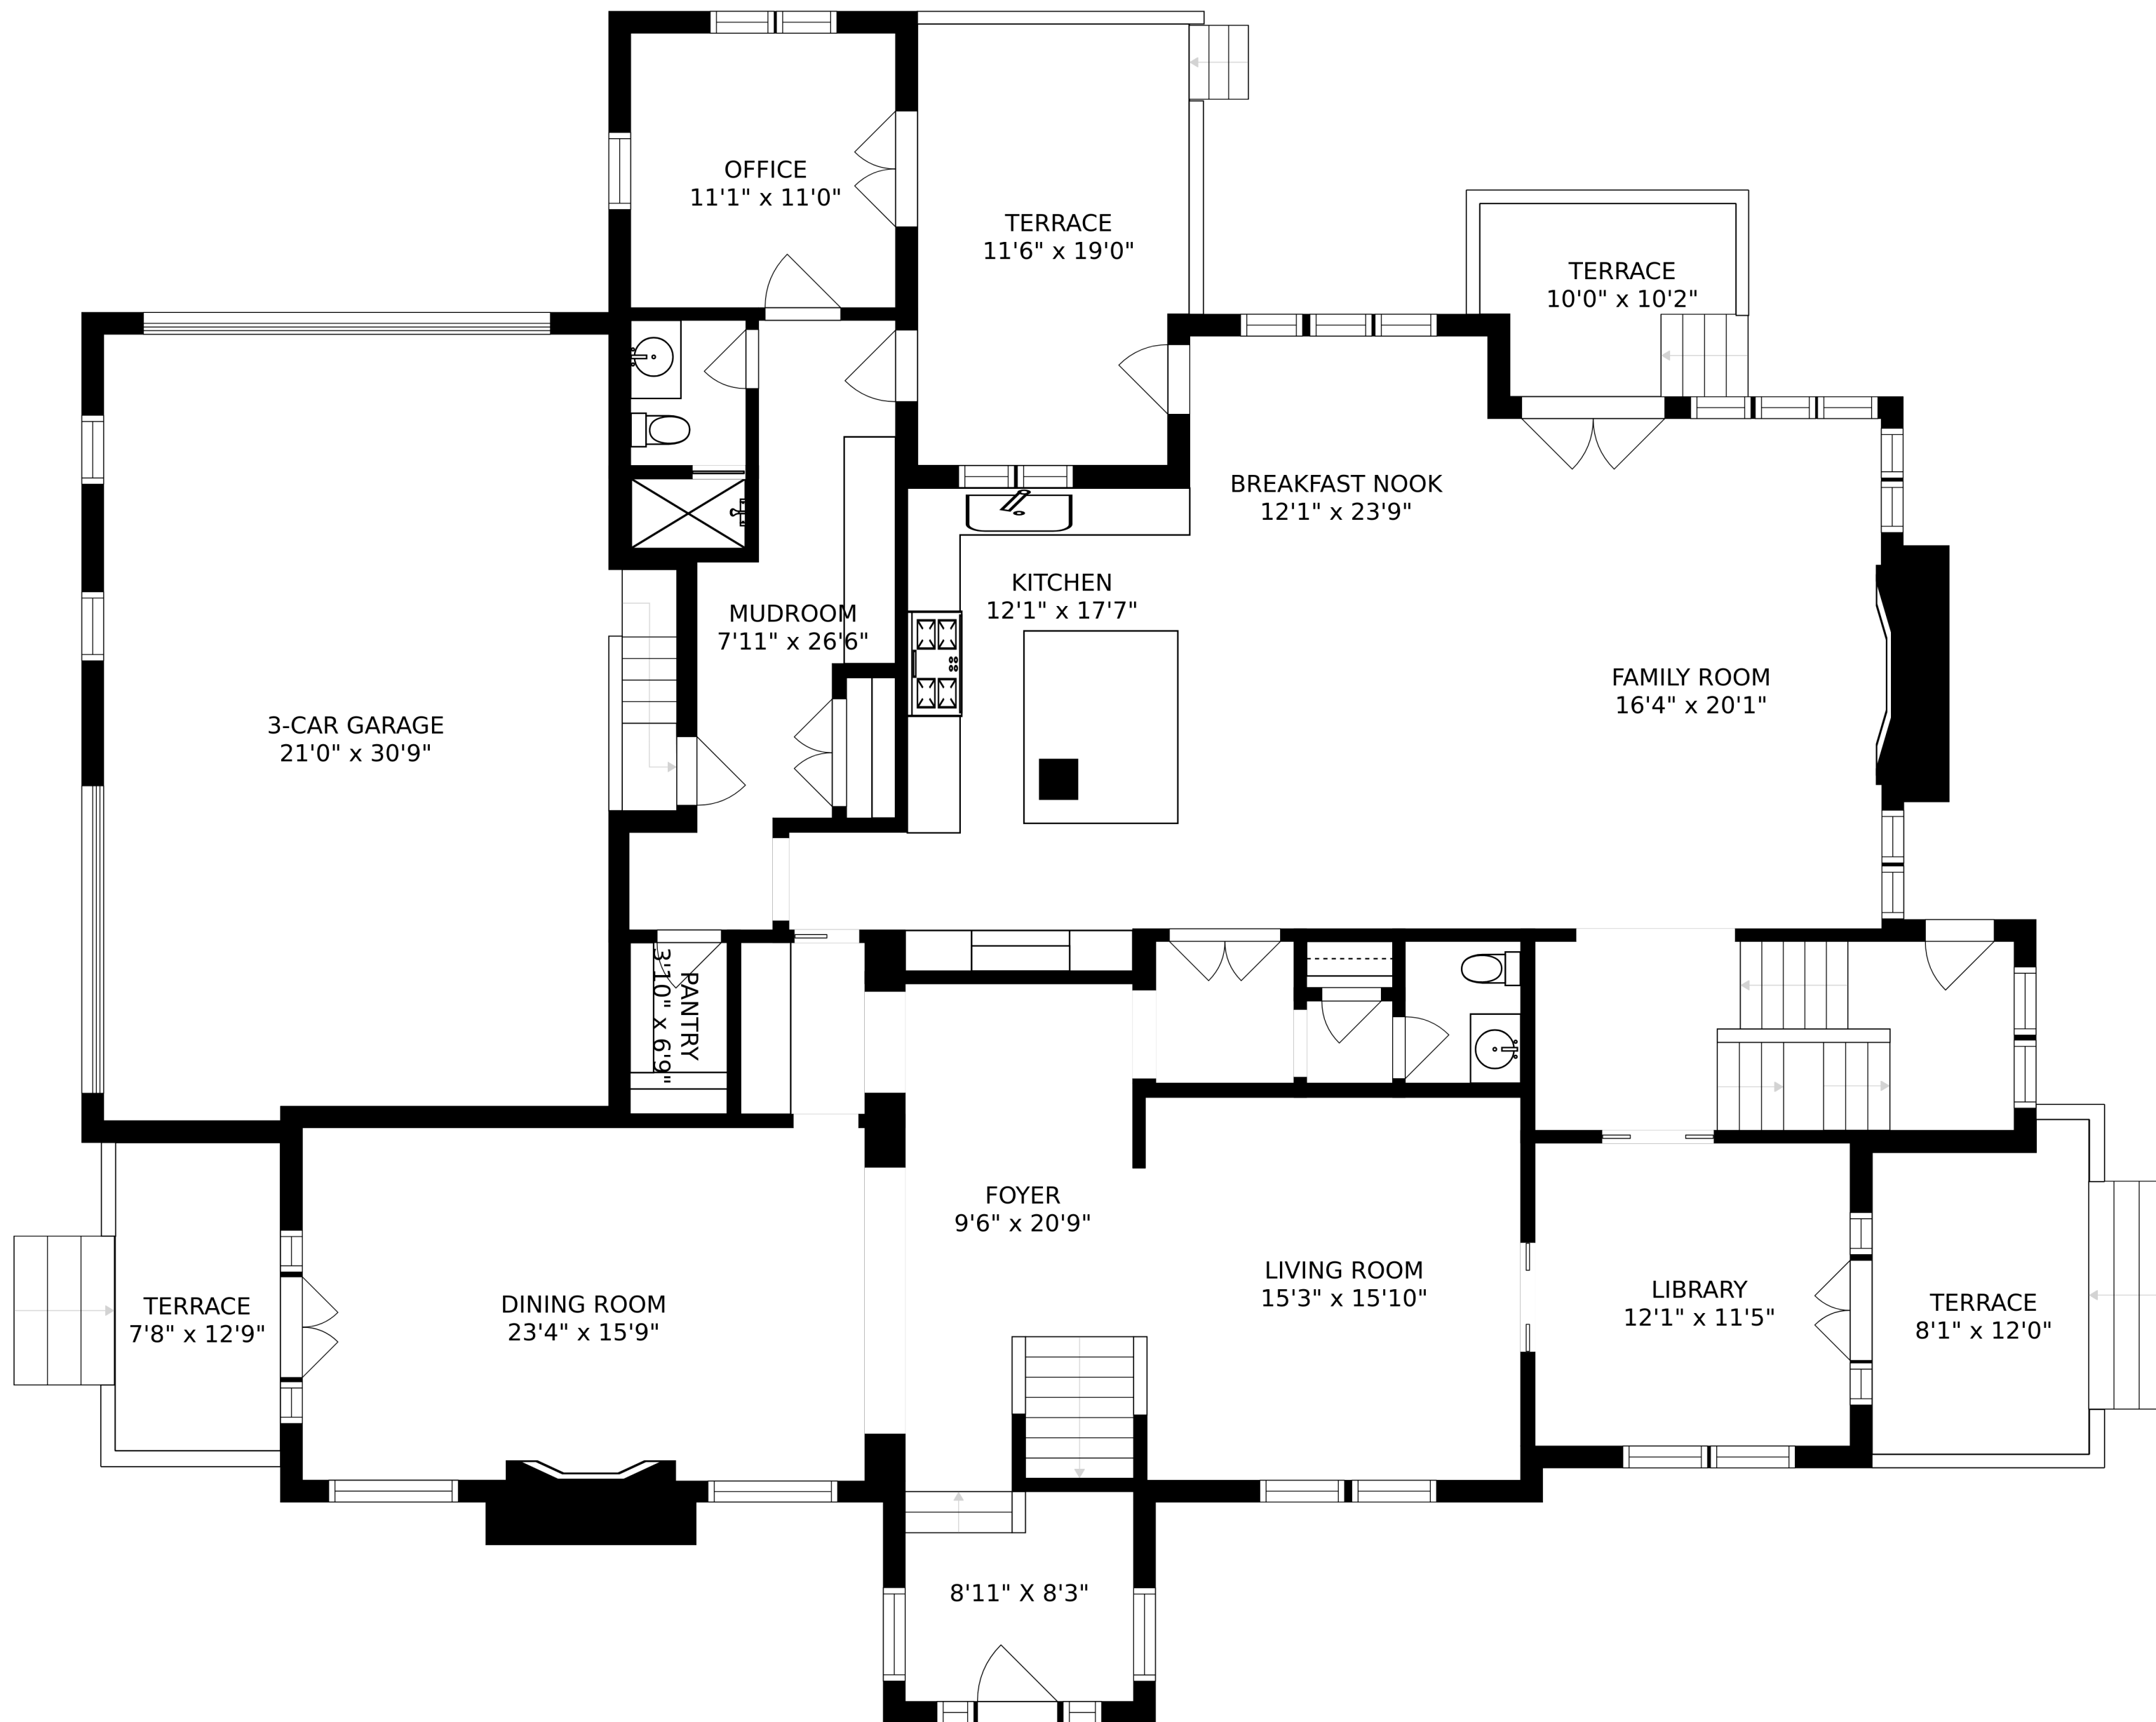 OFFICE
11'1" x 11'0"
TERRACE
11'6" x 19'0"
TERRACE
10'0" x 10'2"
BREAKFAST NOOK
12'1" x 23'9"
KITCHEN
12'1" x 17'7"
MUDROOM
7'11" x 26'6"
FAMILY ROOM
16'4" x 20'1"
3-CAR GARAGE
21'0" x 30'9"
PANTRY
3'10" x 6'9"
FOYER
9'6" x 20'9"
LIVING ROOM
15'3" x 15'10"
LIBRARY
12'1" x 11'5"
TERRACE
8'1" x 12'0"
DINING ROOM
23'4" x 15'9"
TERRACE
7'8" x 12'9"
8'11" X 8'3"